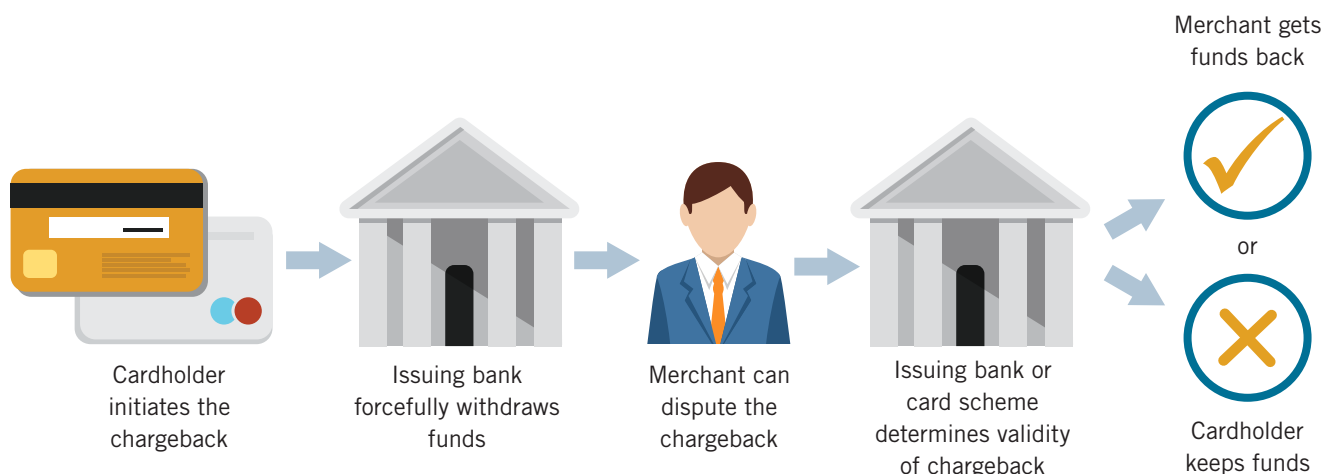 Cardholder
initiates the
chargeback
Issuing bank
forcefully withdraws
funds
Merchant can
dispute the
chargeback
Issuing bank or
card scheme
determines validity
of chargeback
Merchant gets
funds back
or
Cardholder
keeps funds